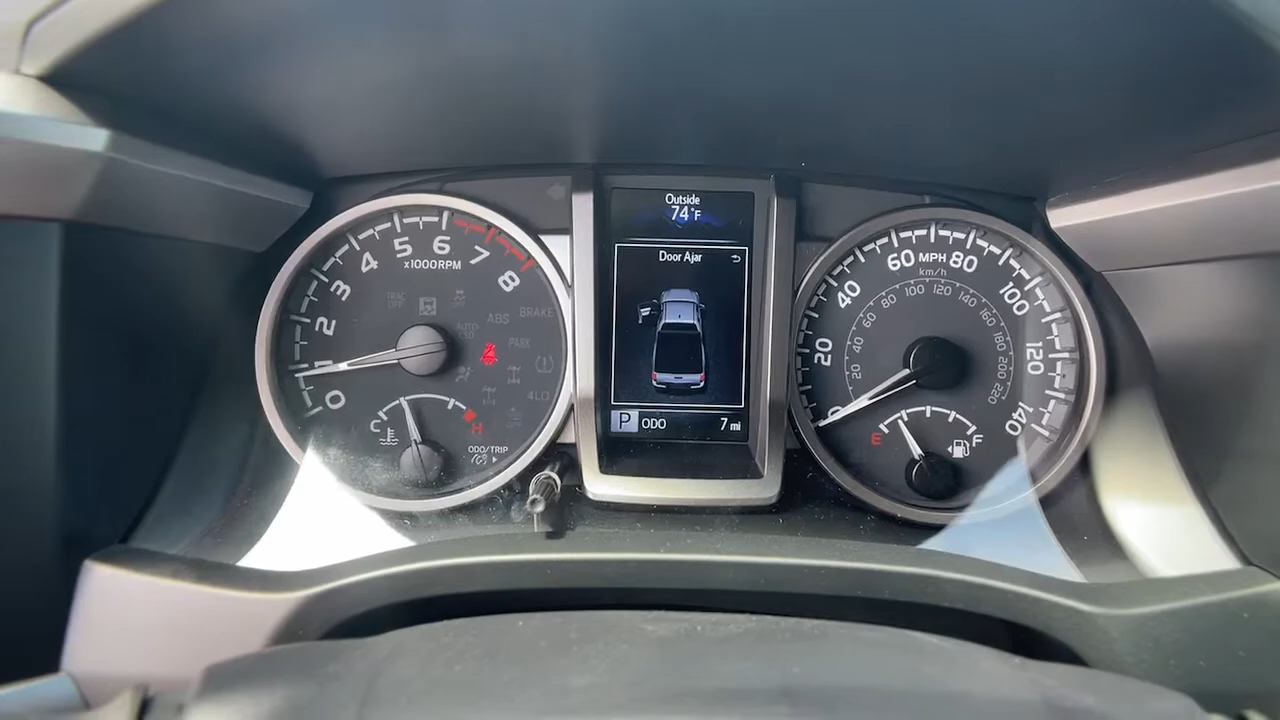 0
1
2
3
4
5
6
7
8
x1000RPM
TRAC
OFF
AUTO
LSD
ABS
BRAKE
PARK
4LO
C
H
ODO/TRIP
Outside
74°F
Door Ajar
P ODO 7 mi
0
20
40
60 MPH 80
100
120
140
km/h
20
40
60
80
100
120
140
160
180
200
220
E
F